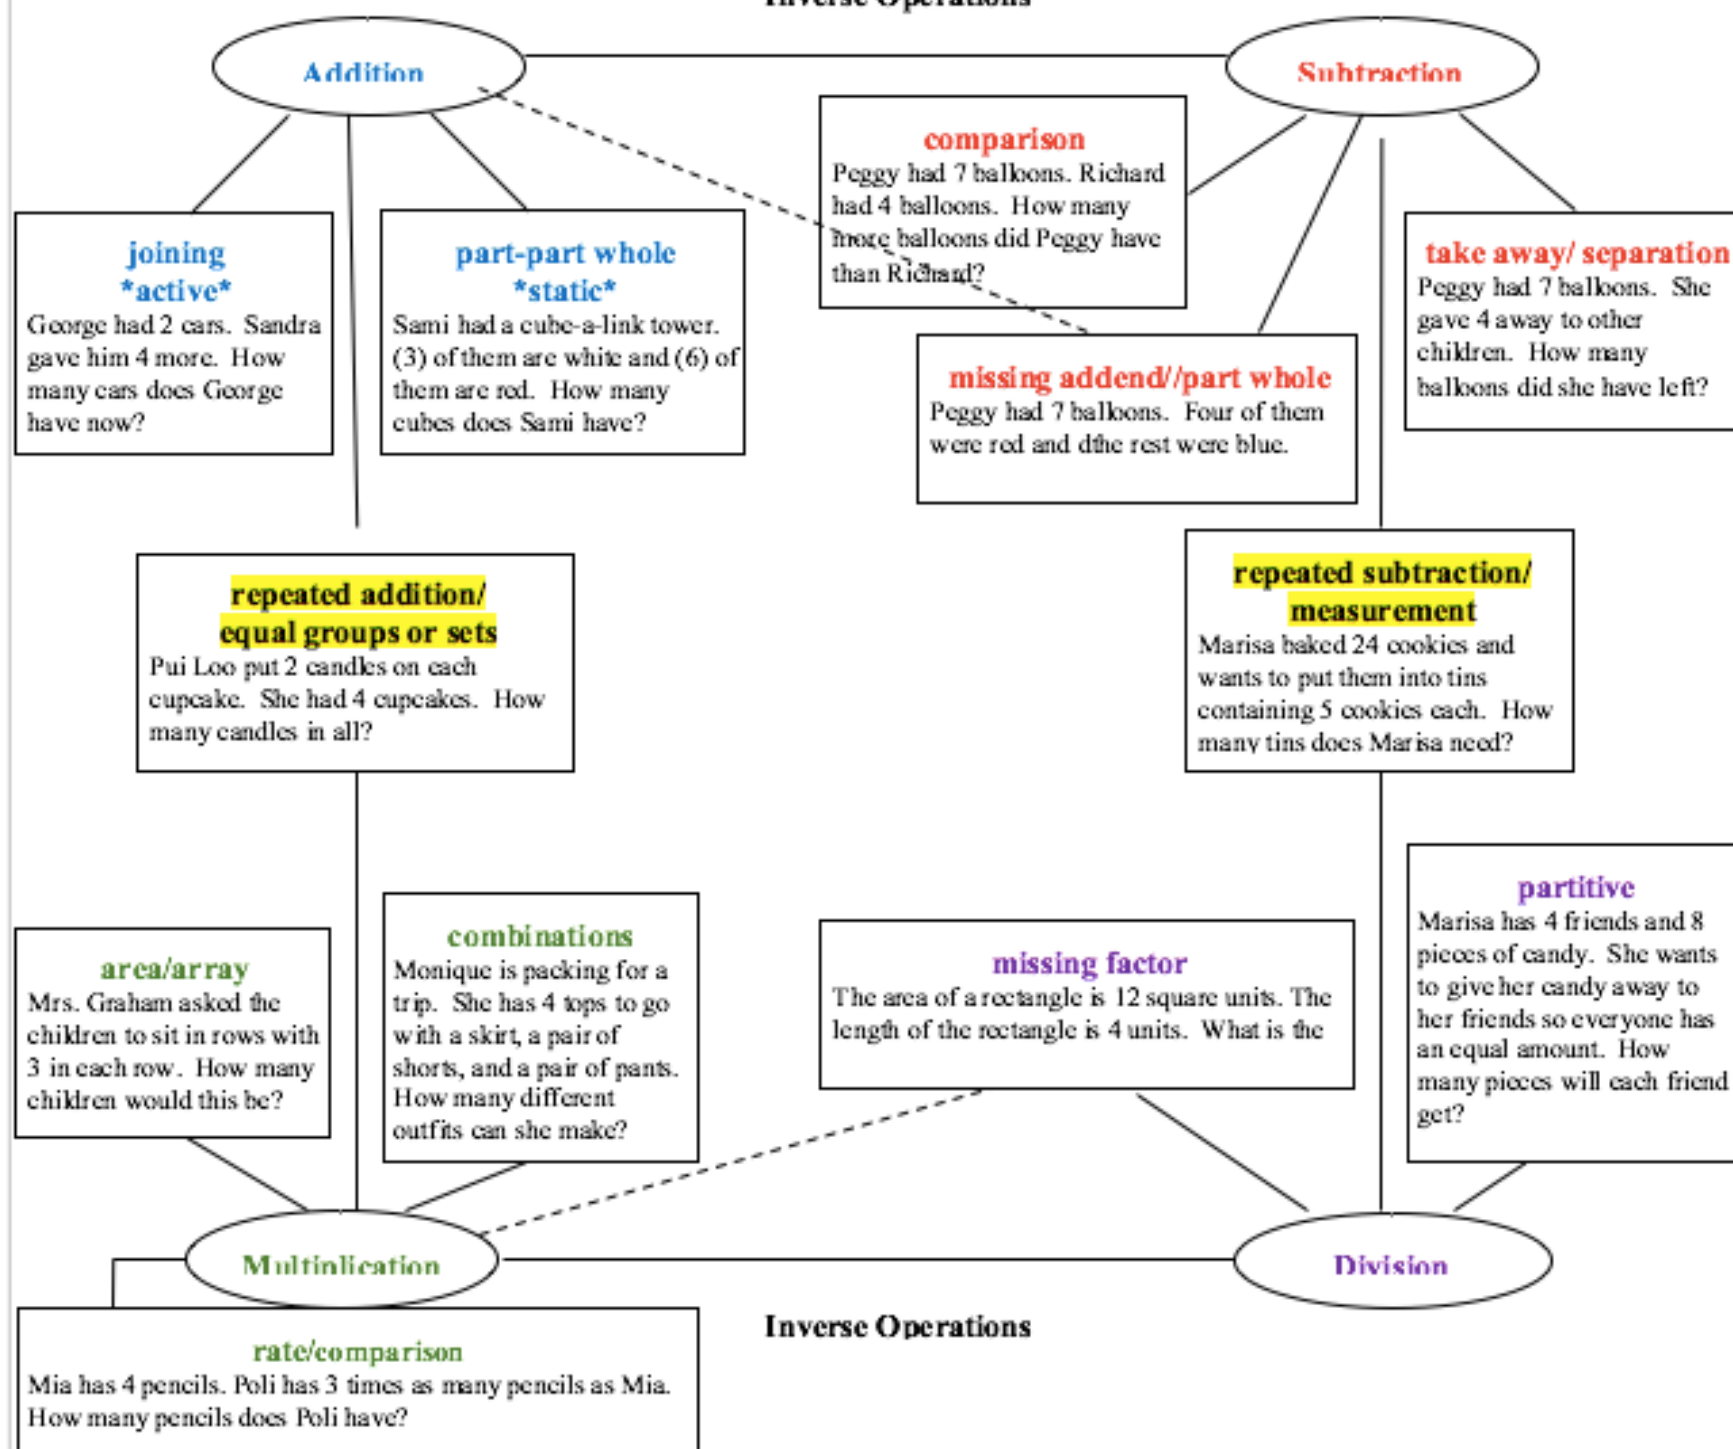 Inverse Operations
Addition
Subtraction
comparison
Peggy had 7 balloons. Richard
had 4 balloons.  How many
more balloons did Peggy have
than Richard?
joining
*active*
George had 2 cars.  Sandra
gave him 4 more.  How
many cars does George
have now?
part-part whole
*static*
Sami had a cube-a-link tower.
(3) of them are white and (6) of
them are red.  How many
cubes does Sami have?
take away/ separation
Peggy had 7 balloons.  She
gave 4 away to other
children.  How many
balloons did she have left?
missing addend//part whole
Peggy had 7 balloons.  Four of them
were red and dthe rest were blue.
repeated addition/
equal groups or sets
Pui Loo put 2 candles on each
cupcake.  She had 4 cupcakes.  How
many candles in all?
repeated subtraction/
measurement
Marisa baked 24 cookies and
wants to put them into tins
containing 5 cookies each.  How
many tins does Marisa need?
area/array
Mrs. Graham asked the
children to sit in rows with
3 in each row.  How many
children would this be?
combinations
Monique is packing for a
trip.  She has 4 tops to go
with a skirt, a pair of
shorts, and a pair of pants.
How many different
outfits can she make?
missing factor
The area of a rectangle is 12 square units. The
length of the rectangle is 4 units.  What is the
partitive
Marisa has 4 friends and 8
pieces of candy.  She wants
to give her candy away to
her friends so everyone has
an equal amount.  How
many pieces will each friend
get?
Multiplication
Division
Inverse Operations
rate/comparison
Mia has 4 pencils. Poli has 3 times as many pencils as Mia.
How many pencils does Poli have?